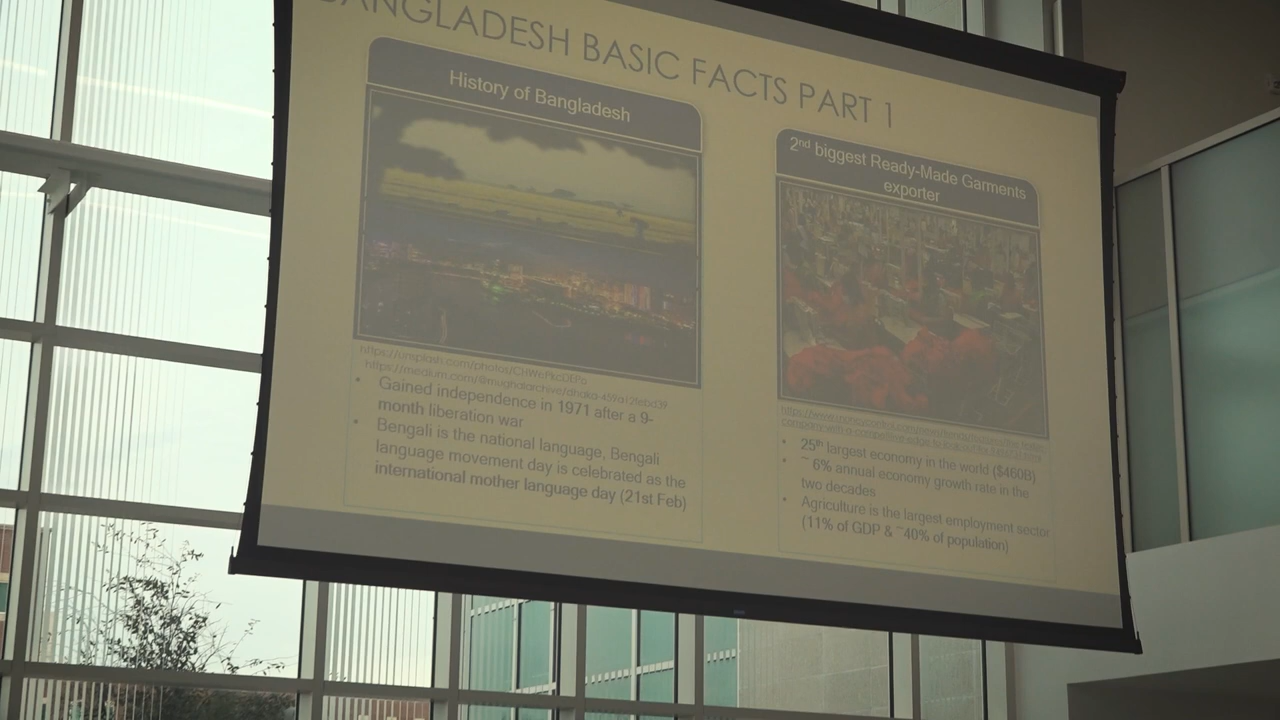 BANGLADESH BASIC FACTS PART 1
History of Bangladesh
https://unsplash.com/photos/
https://medium.com/@mughalarchive/dhaka-
• Gained independence in 1971 after a 9-
month liberation war
• Bengali is the national language, Bengali
language movement day is celebrated as the
international mother language day (21st Feb)
2nd biggest Ready-Made Garments
exporter
• 25th largest economy in the world ($460B)
• ~ 6% annual economy growth rate in the
two decades
• Agriculture is the largest employment sector
(11% of GDP & ~40% of population)